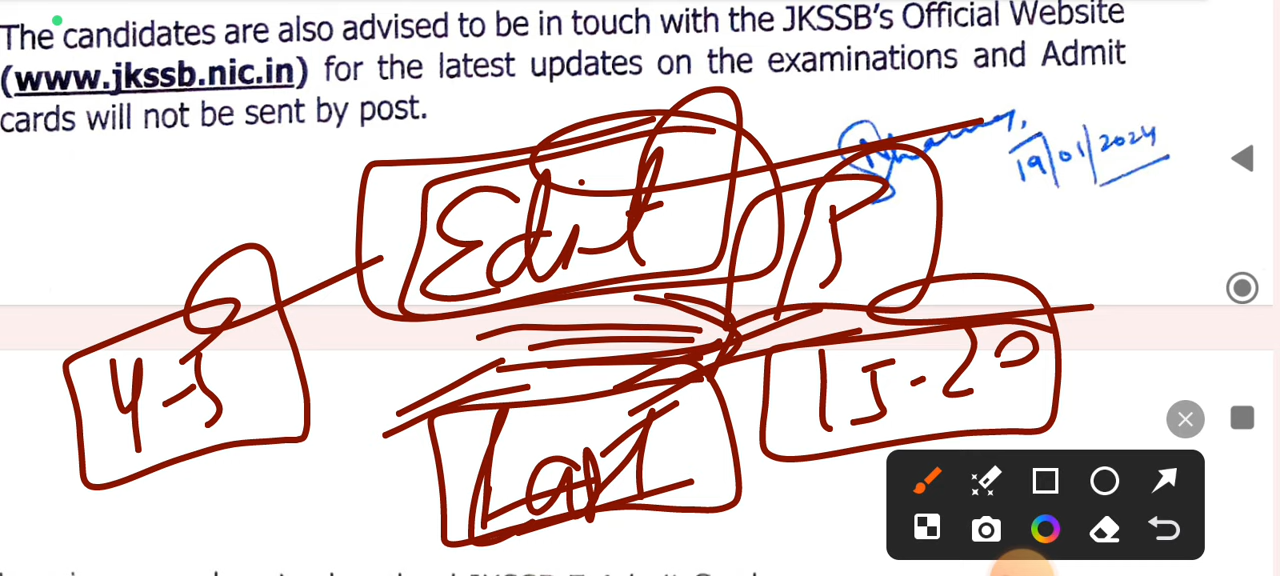 The candidates are also advised to be in touch with the JKSSB's Official Website
(www.jkssb.nic.in) for the latest updates on the examinations and Admit
cards will not be sent by post.
19/01/2024
Edit 5
4-5
15-20
Last